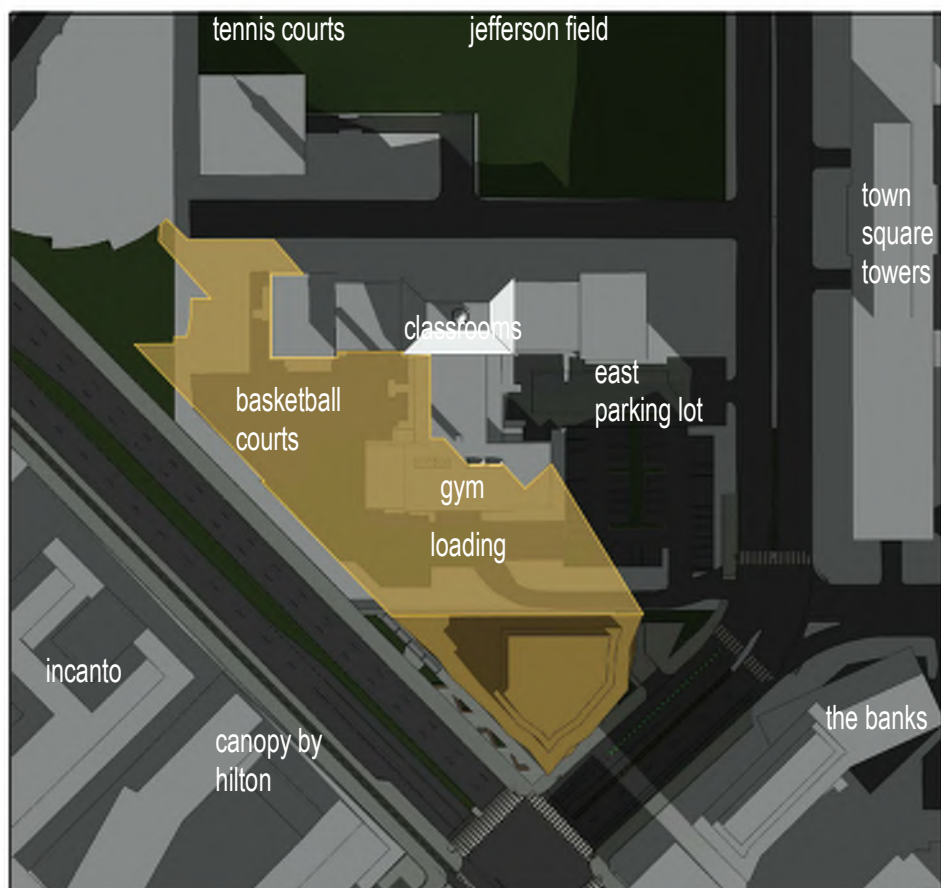 tennis courts
jefferson field
town
square
towers
classrooms
east
parking lot
basketball
courts
gym
loading
incanto
the banks
canopy by
hilton